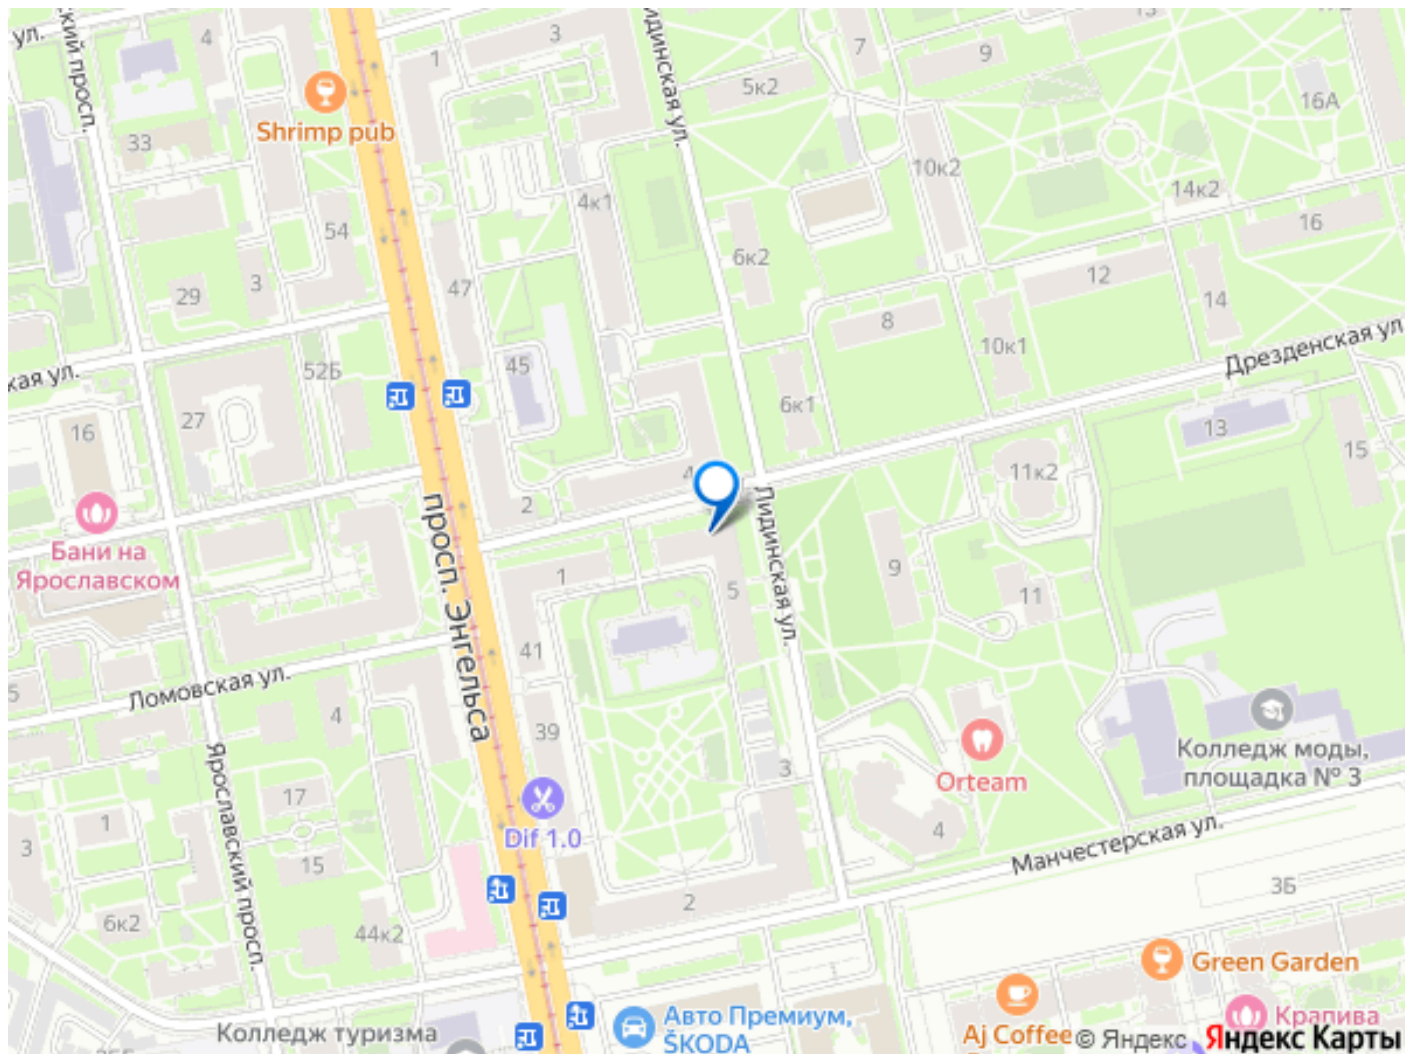 ул.
ский просп.
4
1
3
Лидинская ул.
7
9
13
5к2
16А
Shrimp pub
33
10к2
4к1
14к2
54
16
6к2
12
29
3
47
14
8
10к1
Дрезденская ул
кая ул.
52Б
45
6к1
27
16
13
15
11к2
4
2
просп. Энгельса
Лидинская ул.
Бани на
Ярославском
1
5
9
11
41
Ломовская ул.
5
4
39
Колледж моды,
площадка № 3
Orteam
3
Ярославский просп.
17
Dif 1.0
1
3
15
4
Манчестерская ул.
3Б
2
6к2
44к2
Green Garden
Колледж туризма
Авто Премиум,
ŠKODA
Aj Coffee
Крапива
© Яндекс Яндекс Карты